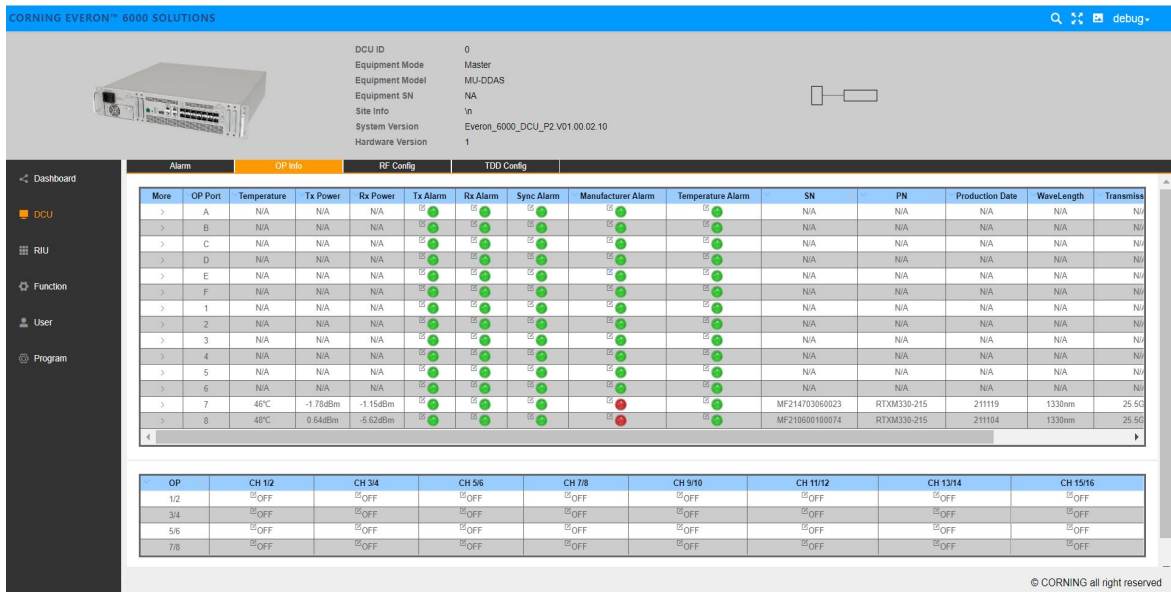 CORNING EVERON™ 6000 SOLUTIONS
debug
DCU ID 0
Equipment Mode Master
Equipment Model MU-DDAS
Equipment SN NA
Site Info \n
System Version Everon_6000_DCU_P2.V01.00.02.10
Hardware Version 1
Dashboard
DCU
RIU
Function
User
Program
Alarm OP Info RF Config TDD Config
More OP Port Temperature Tx Power Rx Power Tx Alarm Rx Alarm Sync Alarm Manufacturer Alarm Temperature Alarm SN PN Production Date WaveLength Transmiss
> A N/A N/A N/A N/A N/A N/A N/A N/
> B N/A N/A N/A N/A N/A N/A N/A N/
> C N/A N/A N/A N/A N/A N/A N/A N/
> D N/A N/A N/A N/A N/A N/A N/A N/
> E N/A N/A N/A N/A N/A N/A N/A N/
> F N/A N/A N/A N/A N/A N/A N/A N/
> 1 N/A N/A N/A N/A N/A N/A N/A N/
> 2 N/A N/A N/A N/A N/A N/A N/A N/
> 3 N/A N/A N/A N/A N/A N/A N/A N/
> 4 N/A N/A N/A N/A N/A N/A N/A N/
> 5 N/A N/A N/A N/A N/A N/A N/A N/
> 6 N/A N/A N/A N/A N/A N/A N/A N/
> 7 46°C -1.78dBm -1.15dBm MF214703060023 RTXM330-215 211119 1330nm 25.5G
> 8 48°C 0.64dBm -5.62dBm MF210600100074 RTXM330-215 211104 1330nm 25.5G
OP CH 1/2 CH 3/4 CH 5/6 CH 7/8 CH 9/10 CH 11/12 CH 13/14 CH 15/16
1/2 OFF OFF OFF OFF OFF OFF OFF OFF
3/4 OFF OFF OFF OFF OFF OFF OFF OFF
5/6 OFF OFF OFF OFF OFF OFF OFF OFF
7/8 OFF OFF OFF OFF OFF OFF OFF OFF
© CORNING all right reserved